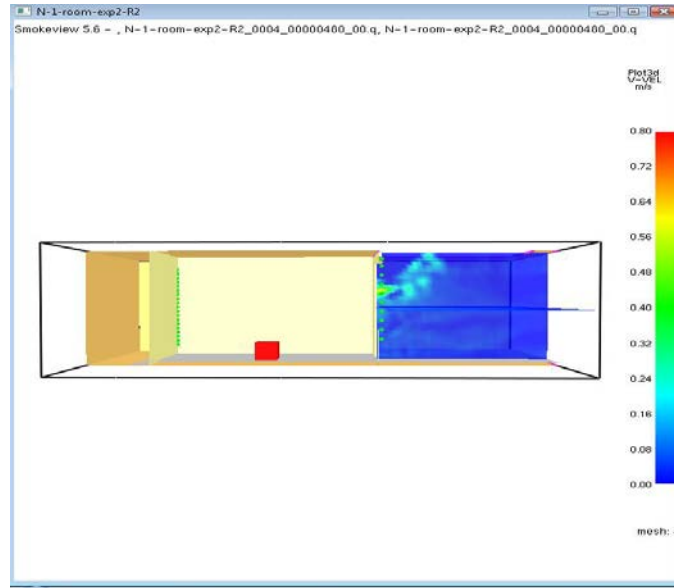 N-1-room-exp2-R2
Smokeview 5.6 - , N-1-room-exp2-R2_0004_00000480_00.q, N-1-room-exp2-R2_0004_00000480_00.q
Plot3d
V-VEL
m/s
0.80
0.72
0.64
0.56
0.48
0.40
0.32
0.24
0.16
0.08
0.00
mesh: